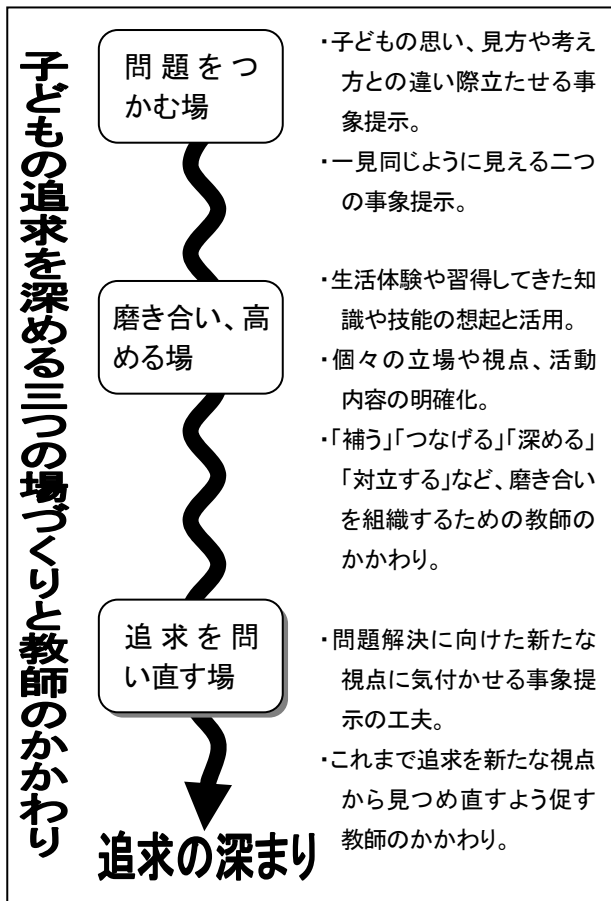 子どもの追求を深める三つの場づくりと教師のかかわり
問題をつ
かむ場
・子どもの思い、見方や考え
方との違い際立たせる事
象提示。
・一見同じように見える二つ
の事象提示。
磨き合い、高
める場
・生活体験や習得してきた知
識や技能の想起と活用。
・個々の立場や視点、活動
内容の明確化。
・「補う」「つなげる」「深める」
「対立する」など、磨き合い
を組織するための教師の
かかわり。
追求を問
い直す場
・問題解決に向けた新たな
視点に気付かせる事象提
示の工夫。
・これまで追求を新たな視点
から見つめ直すよう促す
教師のかかわり。
追求の深まり